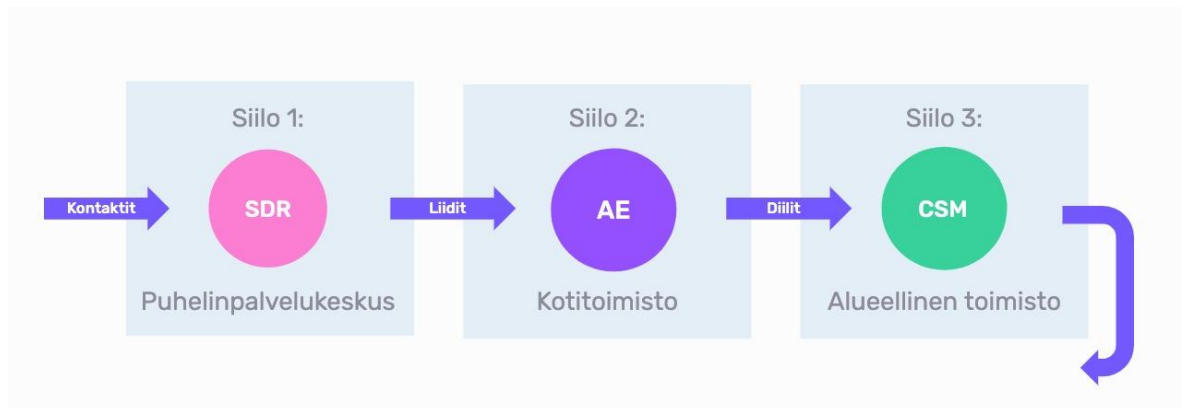 Siilo 1:
Siilo 2:
Siilo 3:
Kontaktit
SDR
Liidit
AE
Diilit
CSM
Puhelinpalvelukeskus
Kotitoimisto
Alueellinen toimisto